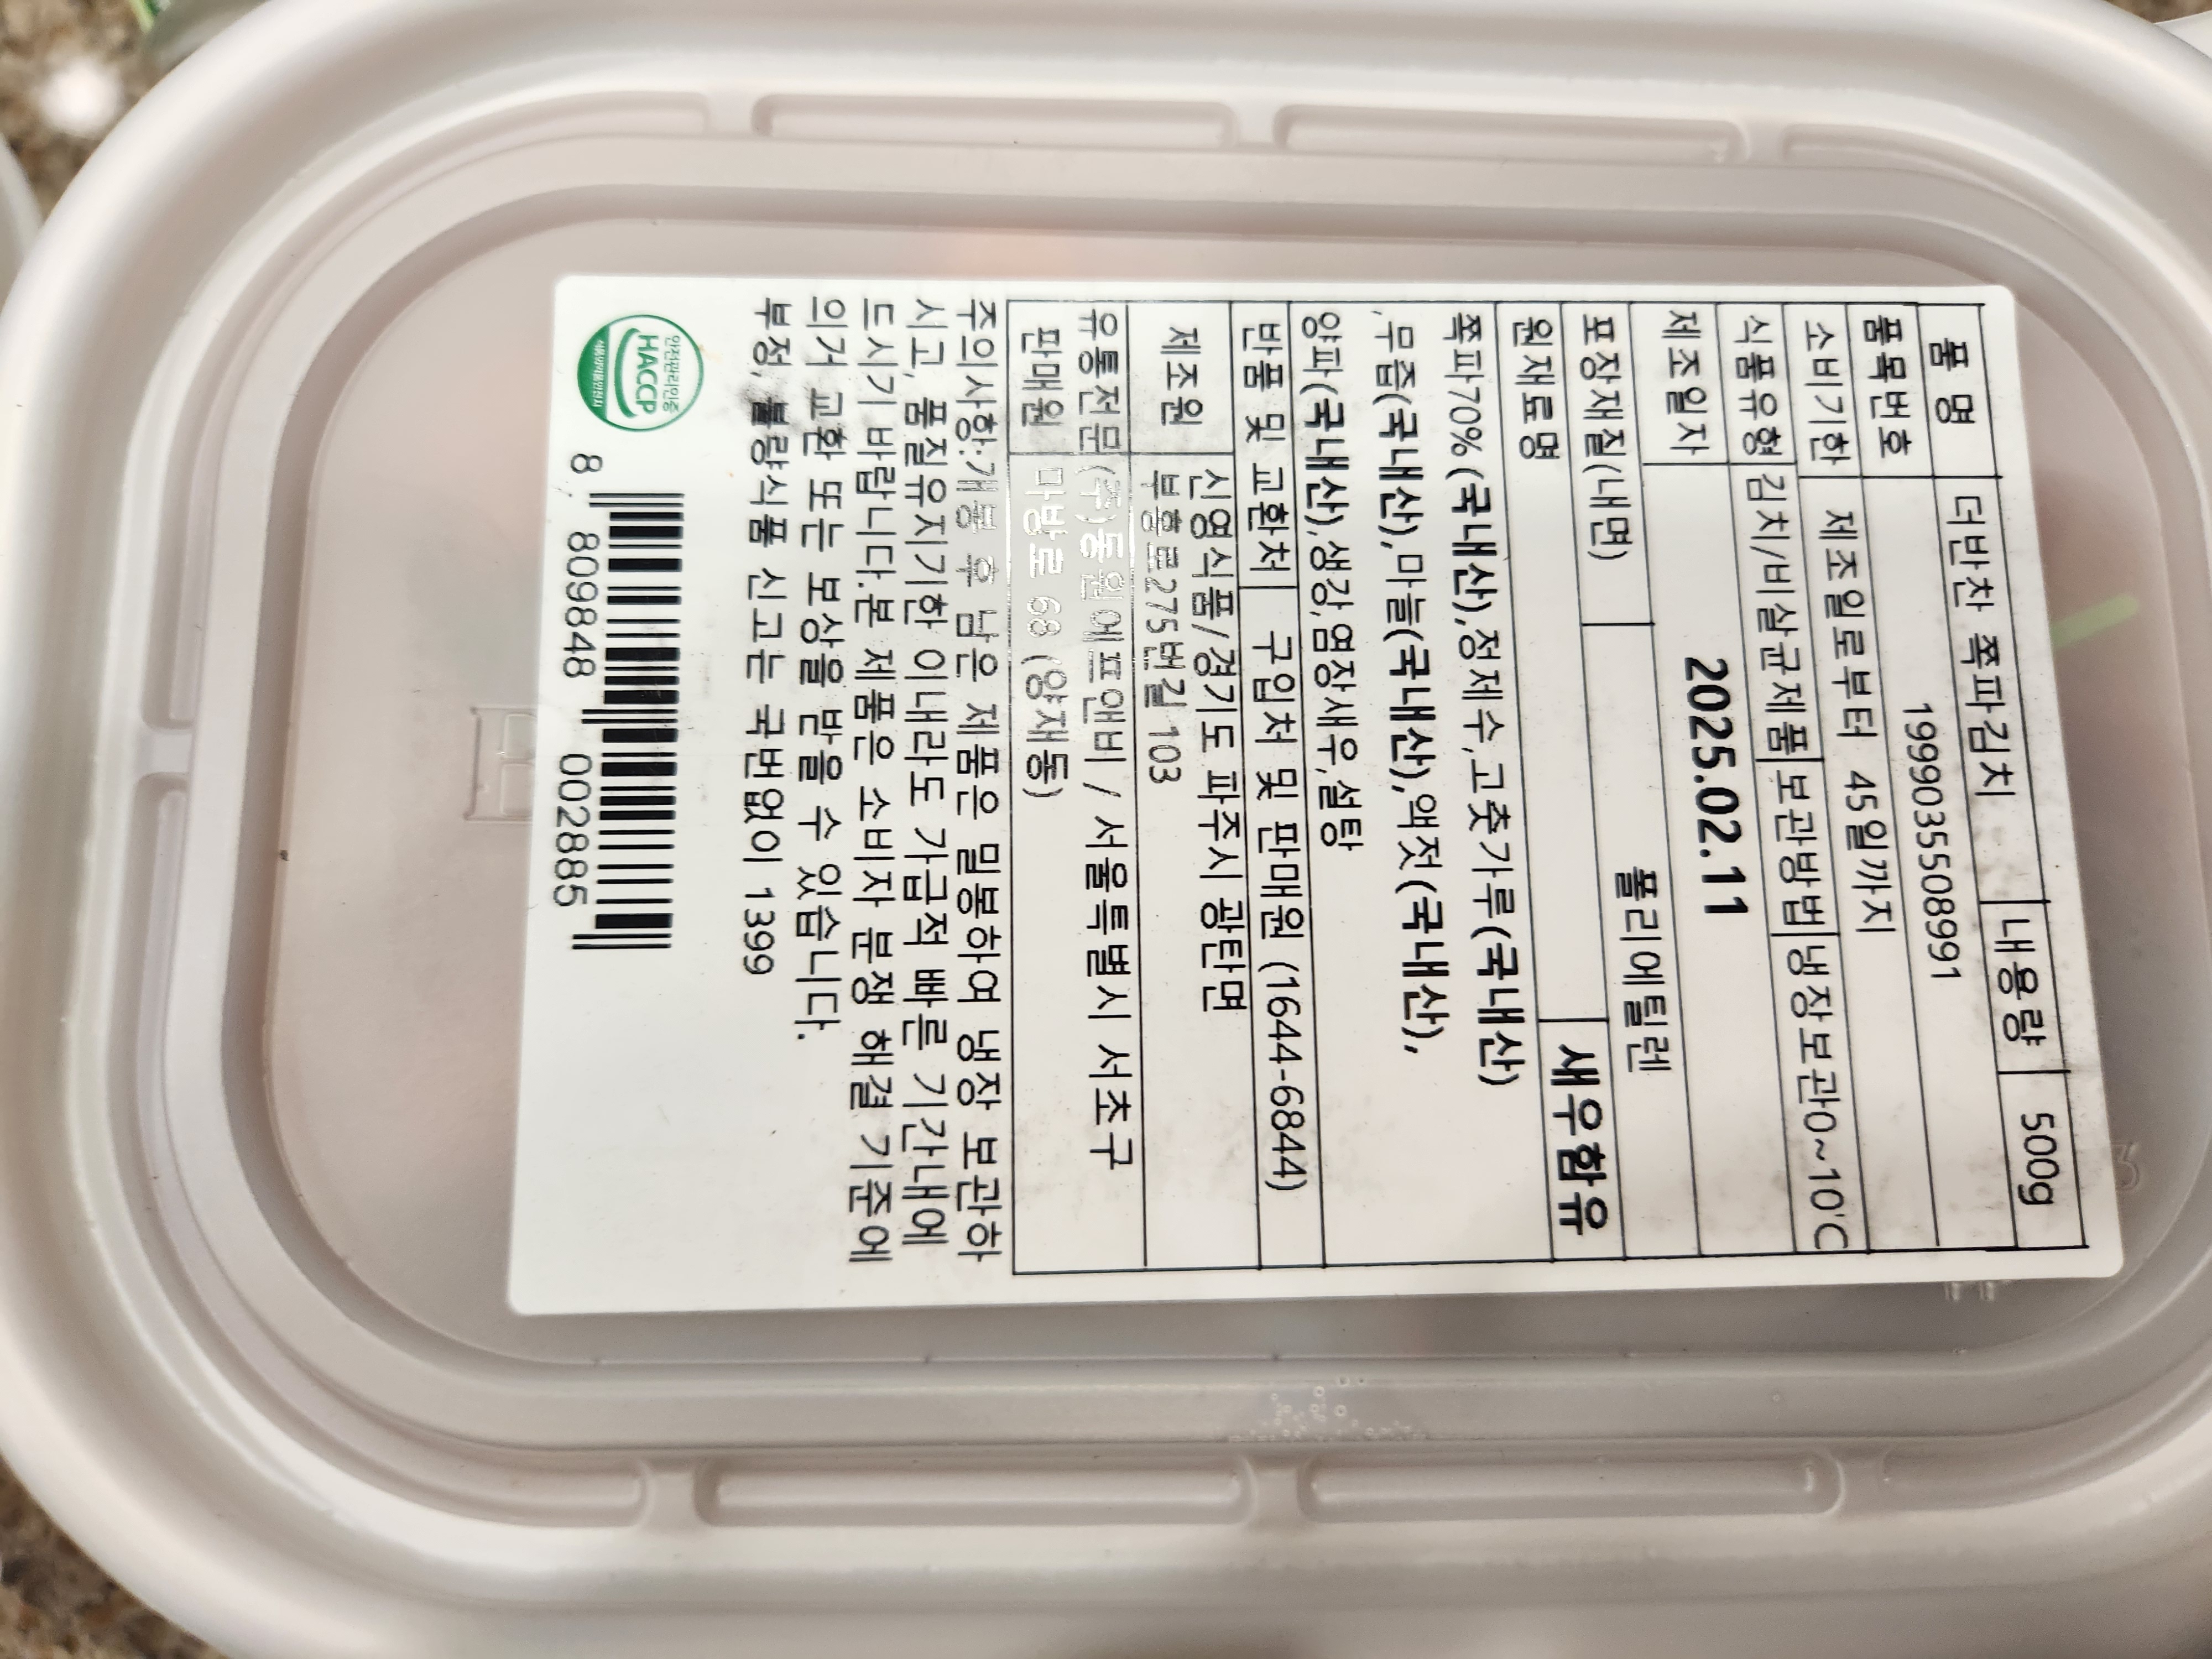 품 명 더반찬 쪽파김치 내용량 500g
품목번호 1999035508991
소비기한 제조일로부터 45일까지
식품유형 김치/비살균제품 보관방법 냉장보관0~10'C
제조일자 2025.02.11
포장재질(내면) 폴리에틸렌
원재료명 새우함유
쪽파70%(국내산),정제수,고춧가루(국내산)
,무즙(국내산),마늘(국내산),액젓(국내산),
양파(국내산),생강,염장새우,설탕
반품 및 교환처 구입처 및 판매원 (1644-6844)
제조원 신영식품/경기도 파주시 광탄면
부흥로275번길 103
유통전문 (주)동원에프앤비/ 서울특별시 서초구
판매원 마방로 68 (양재동)
주의사항:개봉 후 남은 제품은 밀봉하여 냉장 보관하
시고, 품질유지기한 이내라도 가급적 빠른 기간내에
드시기 바랍니다.본 제품은 소비자 분쟁 해결 기준에
의거 교환 또는 보상을 받을 수 있습니다.
부정, 불량식품 신고는 국번없이 1399
안전관리인증
HACCP
8 809848 002885